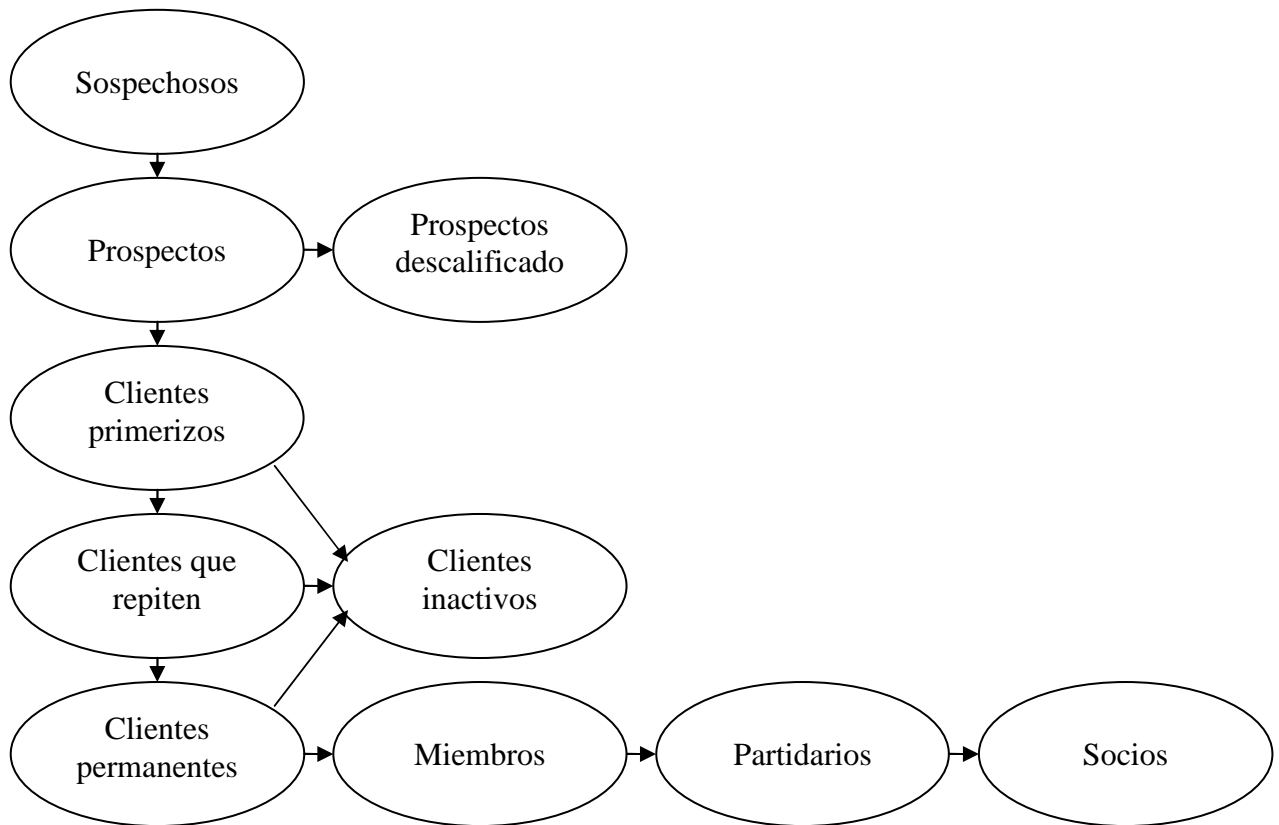 Sospechosos
Prospectos
Prospectos
descalificado
Clientes
primerizos
Clientes que
repiten
Clientes
inactivos
Clientes
permanentes
Miembros
Partidarios
Socios